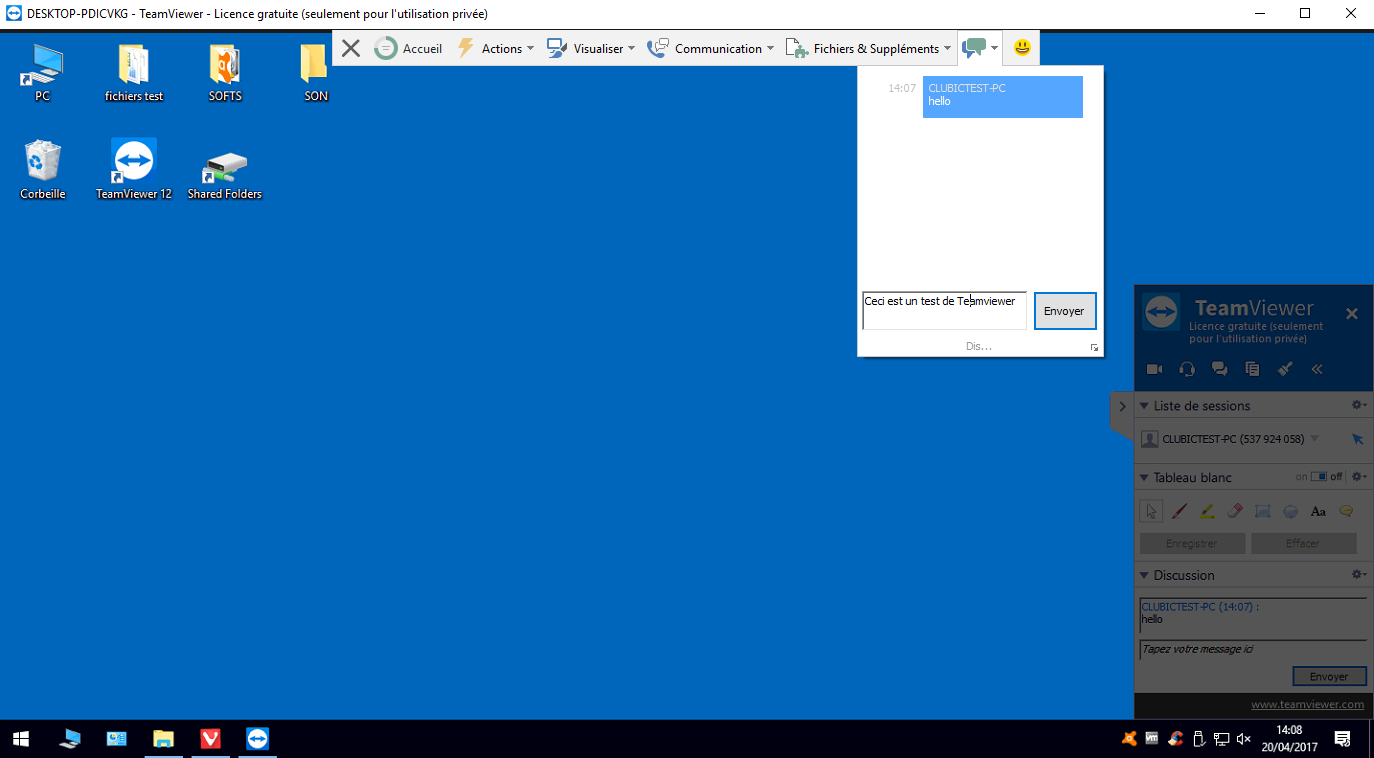 DESKTOP-PDICVKG - TeamViewer - Licence gratuite (seulement pour l'utilisation privée)
Accueil
Actions
Visualiser
Communication
Fichiers & Suppléments
PC
fichiers test
SOFTS
SON
14:07
CLUBICTEST-PC
hello
Corbeille
TeamViewer 12
Shared Folders
Ceci est un test de Teamviewer
Envoyer
Dis...
TeamViewer
Licence gratuite (seulement
pour l'utilisation privée)
Liste de sessions
CLUBICTEST-PC (537 924 058)
Tableau blanc
on off
Aa
Enregistrer
Effacer
Discussion
CLUBICTEST-PC (14:07) :
hello
Tapez votre message ici
Envoyer
www.teamviewer.com
vm
14:08
20/04/2017